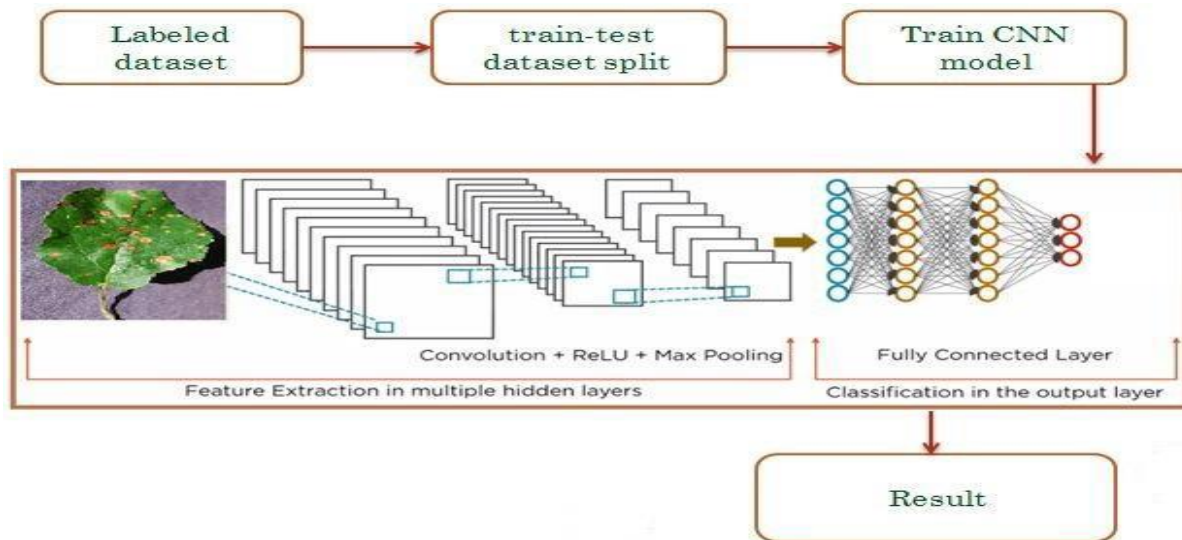 Labeled
dataset
train-test
dataset split
Train CNN
model
Convolution + ReLU + Max Pooling
Fully Connected Layer
Feature Extraction in multiple hidden layers
Classification in the output layer
Result